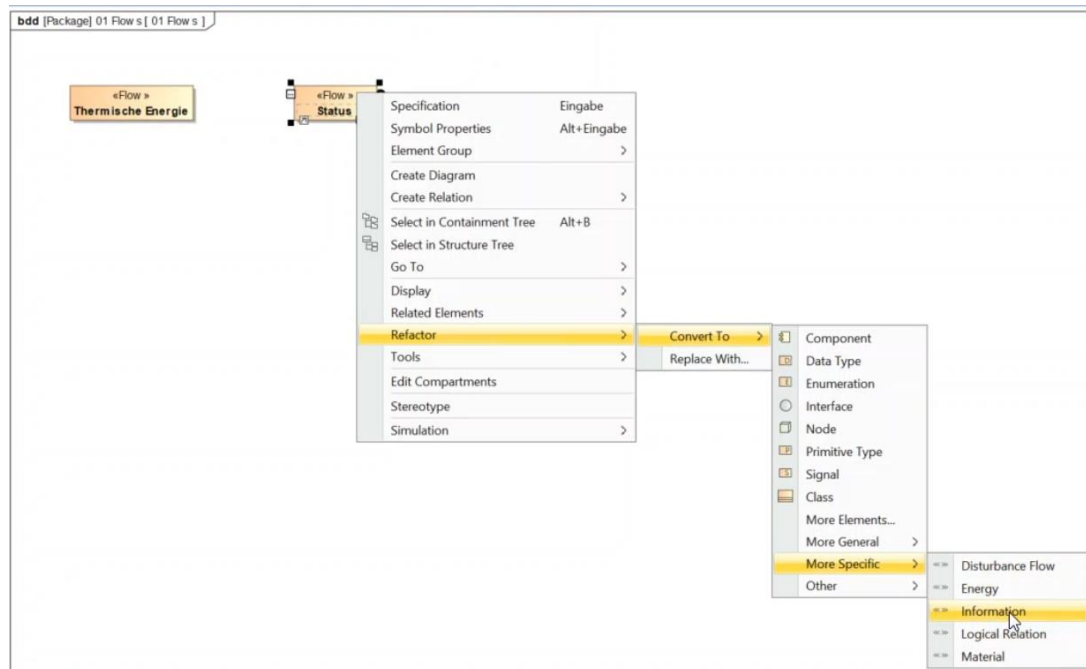 bdd [Package] 01 Flows [ 01 Flows ]
«Flow»
Thermische Energie
«Flow»
Status
Specification Eingabe
Symbol Properties Alt+Eingabe
Element Group
Create Diagram
Create Relation
Select in Containment Tree Alt+B
Select in Structure Tree
Go To
Display
Related Elements
Refactor
Tools
Edit Compartments
Stereotype
Simulation
Convert To
Replace With...
Component
Data Type
Enumeration
Interface
Node
Primitive Type
Signal
Class
More Elements...
More General
More Specific
Other
Disturbance Flow
Energy
Information
Logical Relation
Material